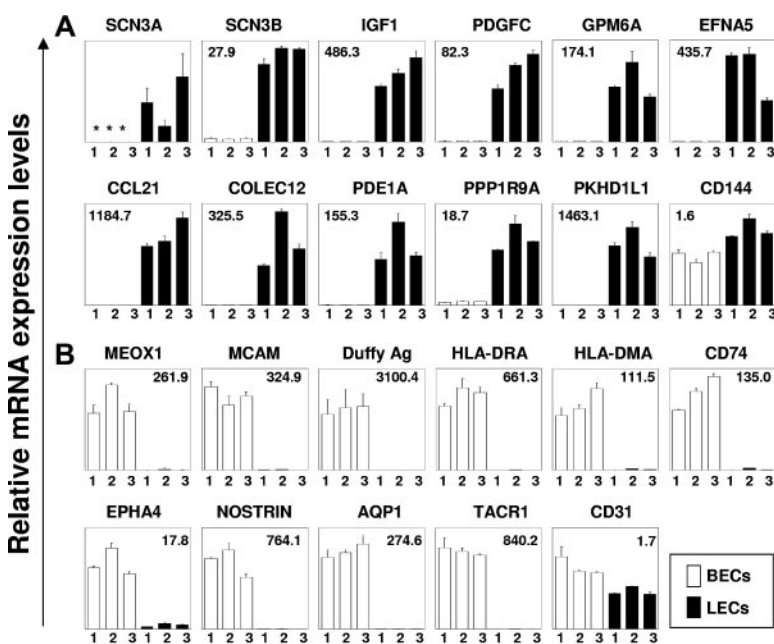 Relative mRNA expression levels
A
SCN3A SCN3B IGF1 PDGFC GPM6A EFNA5
27.9 486.3 82.3 174.1 435.7
* * *
1 2 3 1 2 3 1 2 3 1 2 3 1 2 3 1 2 3 1 2 3 1 2 3 1 2 3 1 2 3 1 2 3 1 2 3
CCL21 COLEC12 PDE1A PPP1R9A PKHD1L1 CD144
1184.7 325.5 155.3 18.7 1463.1 1.6
1 2 3 1 2 3 1 2 3 1 2 3 1 2 3 1 2 3 1 2 3 1 2 3 1 2 3 1 2 3 1 2 3 1 2 3
B
MEOX1 MCAM Duffy Ag HLA-DRA HLA-DMA CD74
261.9 324.9 3100.4 661.3 111.5 135.0
1 2 3 1 2 3 1 2 3 1 2 3 1 2 3 1 2 3 1 2 3 1 2 3 1 2 3 1 2 3 1 2 3 1 2 3
EPHA4 NOSTRIN AQP1 TACR1 CD31
17.8 764.1 274.6 840.2 1.7
1 2 3 1 2 3 1 2 3 1 2 3 1 2 3 1 2 3 1 2 3 1 2 3 1 2 3 1 2 3
BECs
LECs